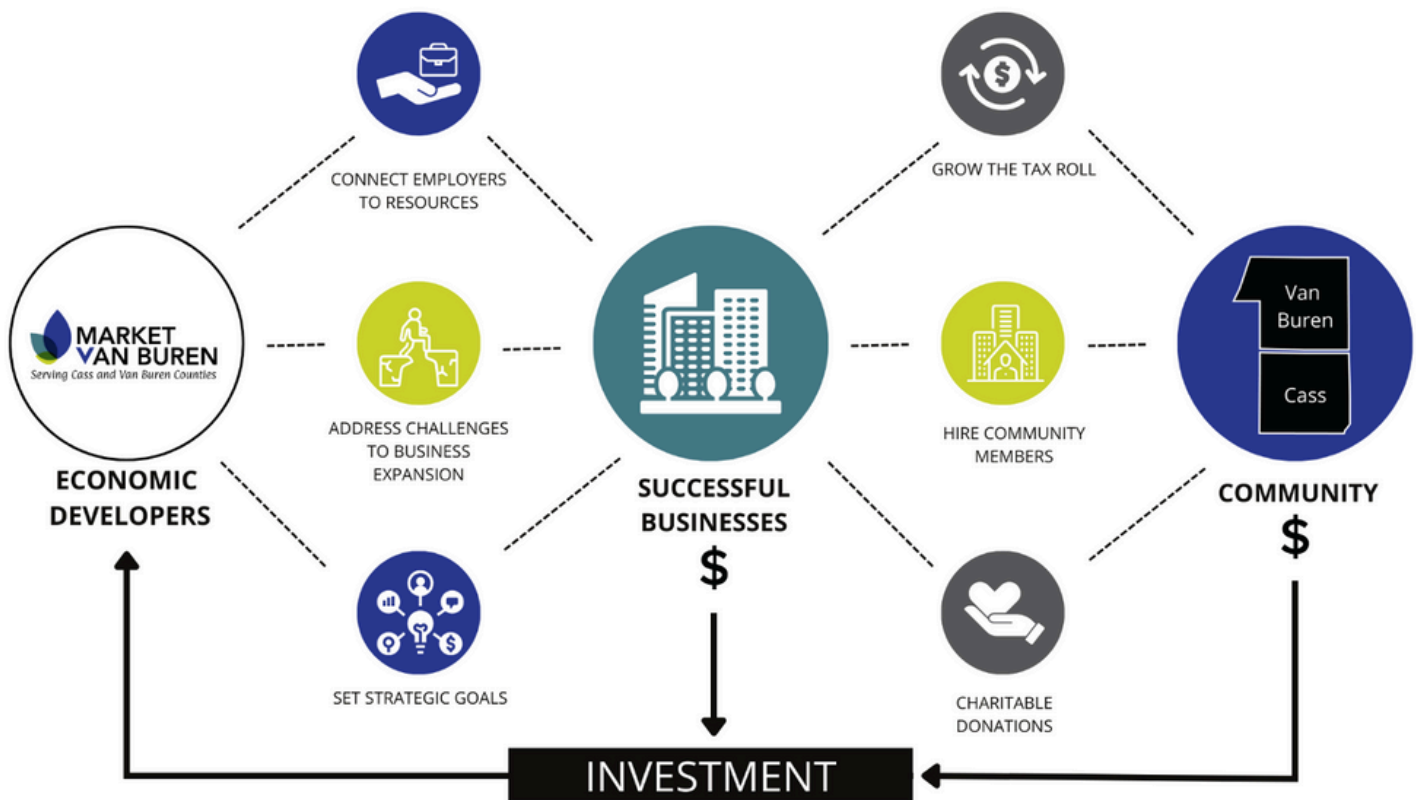 CONNECT EMPLOYERS
TO RESOURCES
GROW THE TAX ROLL
MARKET
VAN BUREN
Serving Cass and Van Buren Counties
ADDRESS CHALLENGES
TO BUSINESS
EXPANSION
HIRE COMMUNITY
MEMBERS
Van
Buren
Cass
ECONOMIC
DEVELOPERS
SUCCESSFUL
BUSINESSES
$
COMMUNITY
$
SET STRATEGIC GOALS
CHARITABLE
DONATIONS
INVESTMENT